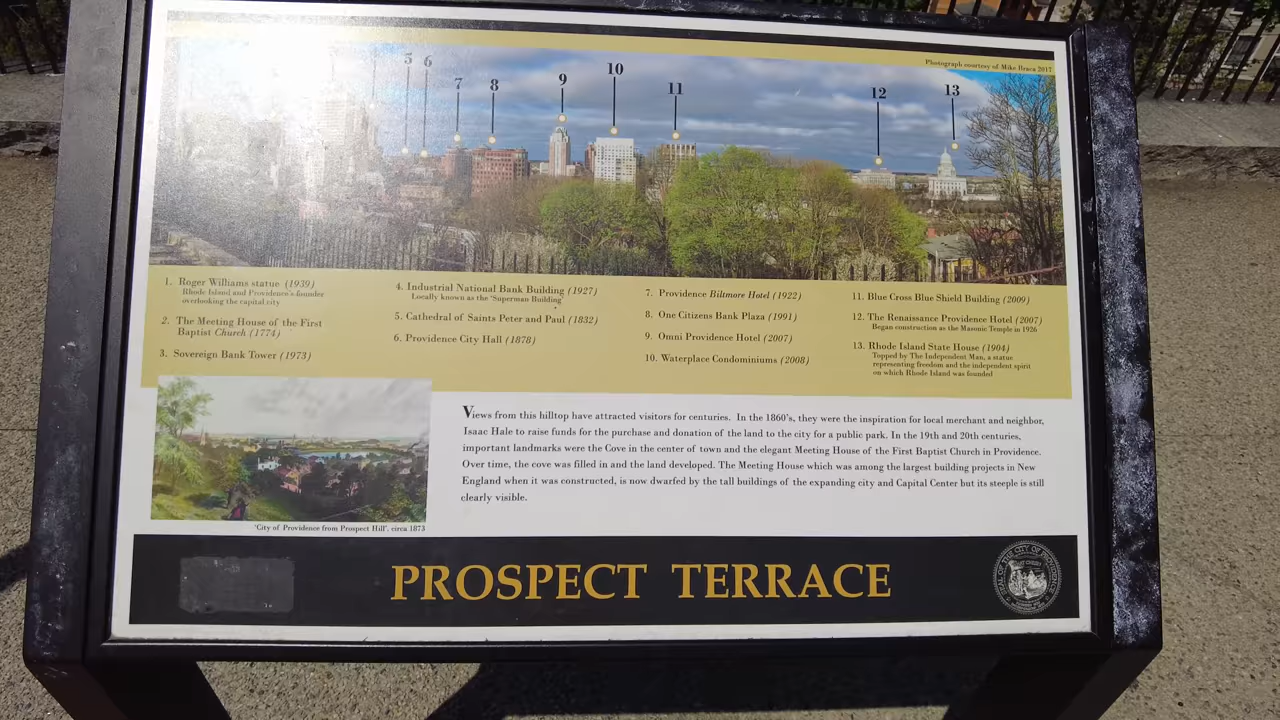 Photograph courtesy of Mike Braca 2017
5 6 7 8 9 10 11 12 13
1. Roger Williams statue (1939)
Rhode Island and Providence's founder
overlooking the capital city
2. The Meeting House of the First
Baptist Church (1774)
3. Sovereign Bank Tower (1973)
4. Industrial National Bank Building (1927)
Locally known as the 'Superman Building'
5. Cathedral of Saints Peter and Paul (1832)
6. Providence City Hall (1878)
7. Providence Biltmore Hotel (1922)
8. One Citizens Bank Plaza (1991)
9. Omni Providence Hotel (2007)
10. Waterplace Condominiums (2008)
11. Blue Cross Blue Shield Building (2009)
12. The Renaissance Providence Hotel (2007)
Began construction as the Masonic Temple in 1926
13. Rhode Island State House (1904)
Topped by The Independent Man, a statue
representing freedom and the independent spirit
on which Rhode Island was founded
Views from this hilltop have attracted visitors for centuries. In the 1860's, they were the inspiration for local merchant and neighbor,
Isaac Hale to raise funds for the purchase and donation of the land to the city for a public park. In the 19th and 20th centuries,
important landmarks were the Cove in the center of town and the elegant Meeting House of the First Baptist Church in Providence.
Over time, the cove was filled in and the land developed. The Meeting House which was among the largest building projects in New
England when it was constructed, is now dwarfed by the tall buildings of the expanding city and Capital Center but its steeple is still
clearly visible.
'City of Providence from Prospect Hill', circa 1873
PROSPECT TERRACE
SEAL OF THE CITY OF PROVIDENCE